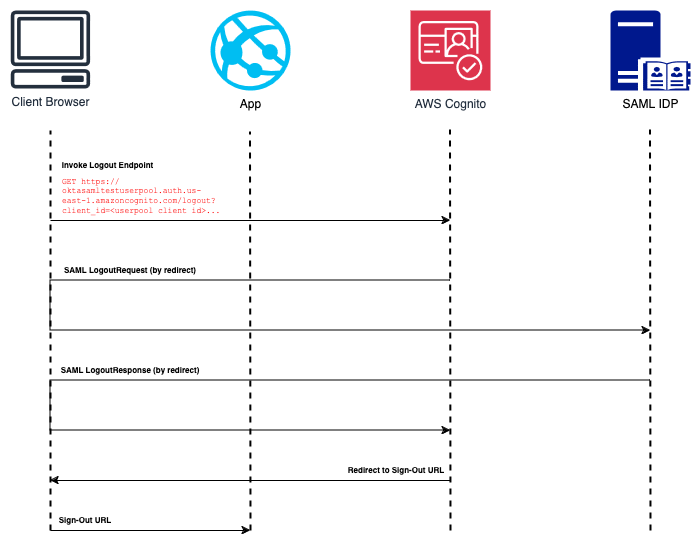 Client Browser
App
AWS Cognito
SAML IDP
Invoke Logout Endpoint
GET https://
oktasamltestuserpool.auth.us-
east-1.amazoncognito.com/logout?
client_id=<userpool client id>...
SAML LogoutRequest (by redirect)
SAML LogoutResponse (by redirect)
Redirect to Sign-Out URL
Sign-Out URL